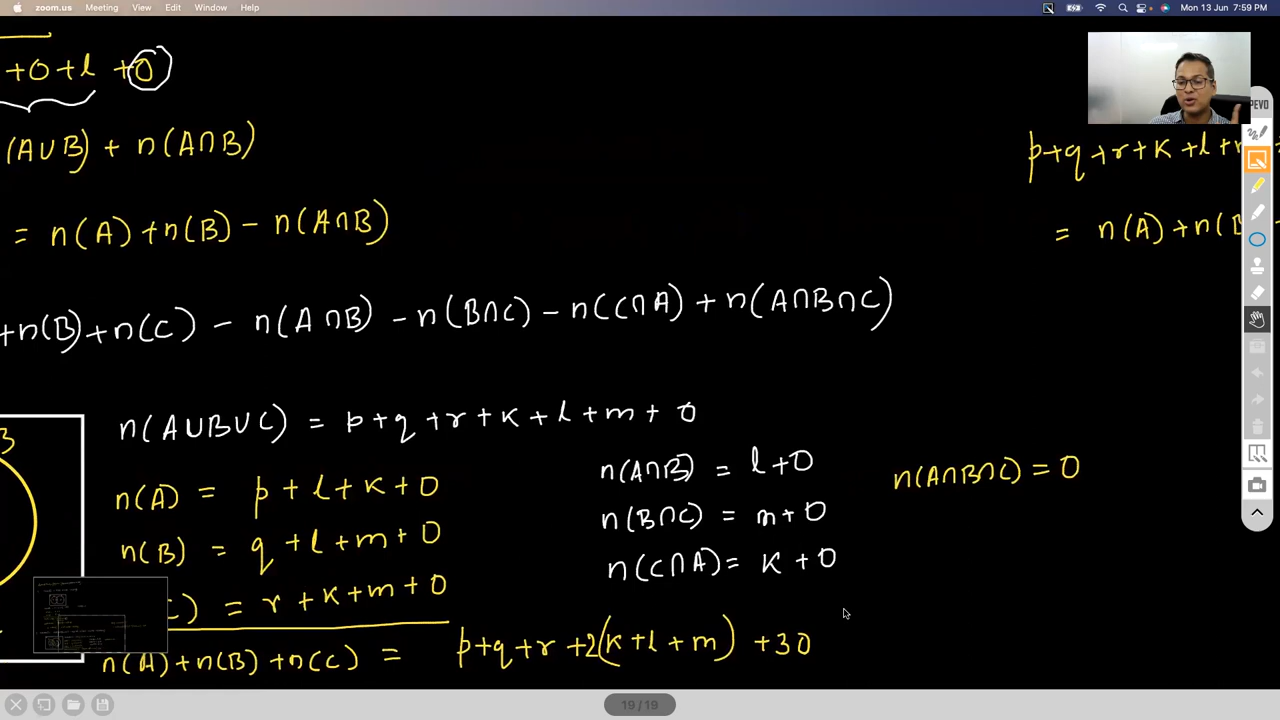 zoom.us Meeting View Edit Window Help Mon 13 Jun 7:59 PM
+O+l +O
(A∪B) + n(A∩B)
= n(A)+n(B) - n(A∩B)
p+q+r+k+l+
= n(A)+n(B
+n(B)+n(C) - n(A∩B) - n(B∩C) - n(C∩A) + n(A∩B∩C)
B
n(A∪B∪C) = p+q+r+k+l+m+O
n(A) = p+l+k+O
n(B) = q+l+m+O
C) = r+k+m+O
n(A)+n(B)+n(C) = p+q+r+2(k+l+m)+3O
n(A∩B) = l+O
n(B∩C) = m+O
n(C∩A) = k+O
n(A∩B∩C) = O
19 / 19